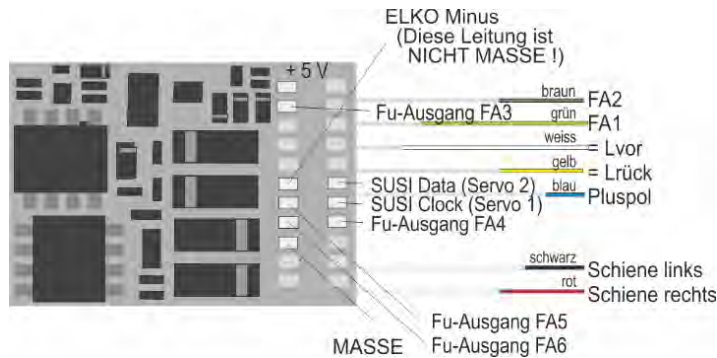 ELKO Minus
(Diese Leitung ist
NICHT MASSE !)
+ 5 V
braun
FA2
Fu-Ausgang FA3
grün
FA1
weiss
= Lvor
gelb
= Lrück
SUSI Data (Servo 2)
blau
Pluspol
SUSI Clock (Servo 1)
Fu-Ausgang FA4
schwarz
Schiene links
rot
Schiene rechts
Fu-Ausgang FA5
MASSE
Fu-Ausgang FA6